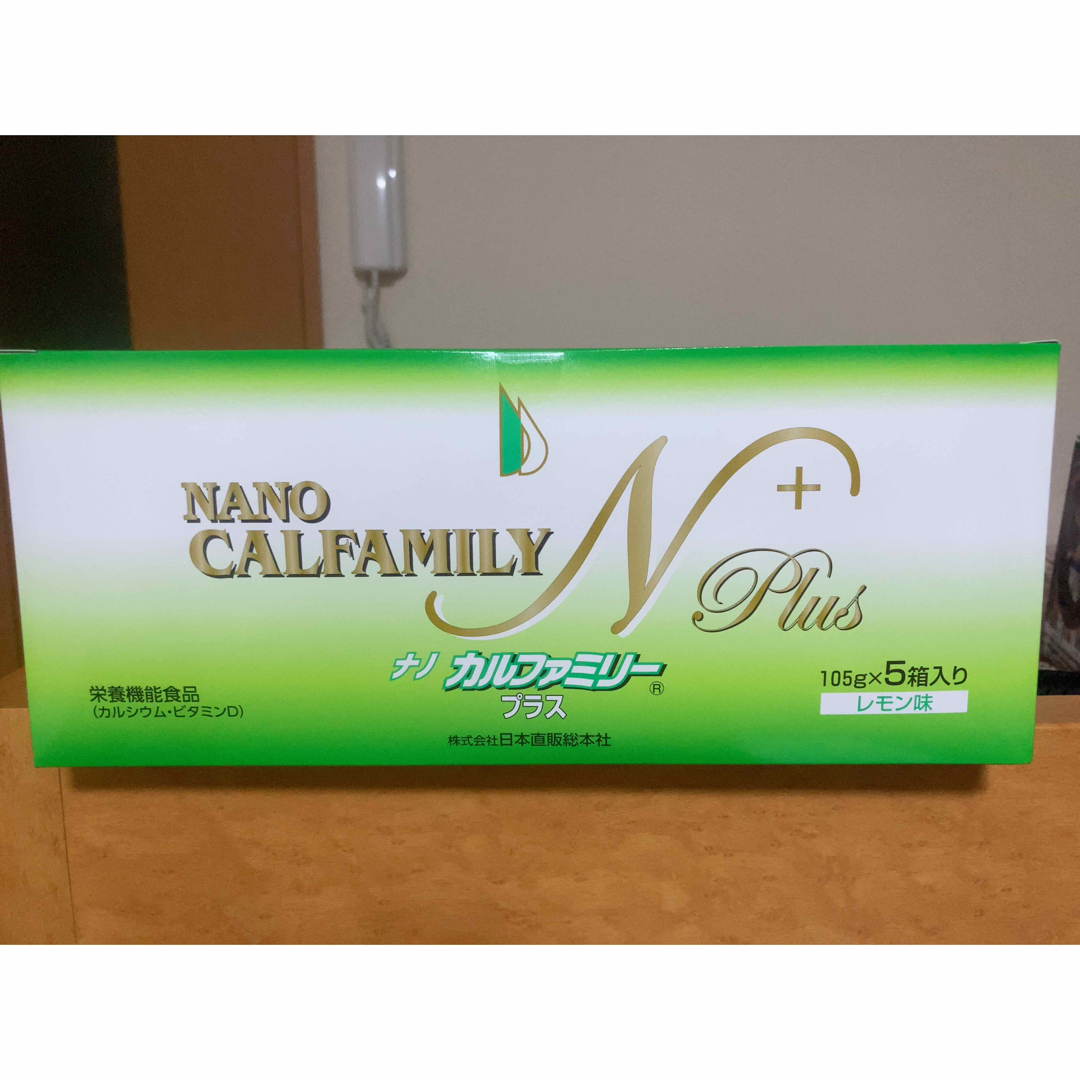 NANO
CALFAMILY N+
Plus
ナノ カルファミリー®
プラス
栄養機能食品
(カルシウム・ビタミンD)
105g×5箱入り
レモン味
株式会社日本直販総本社